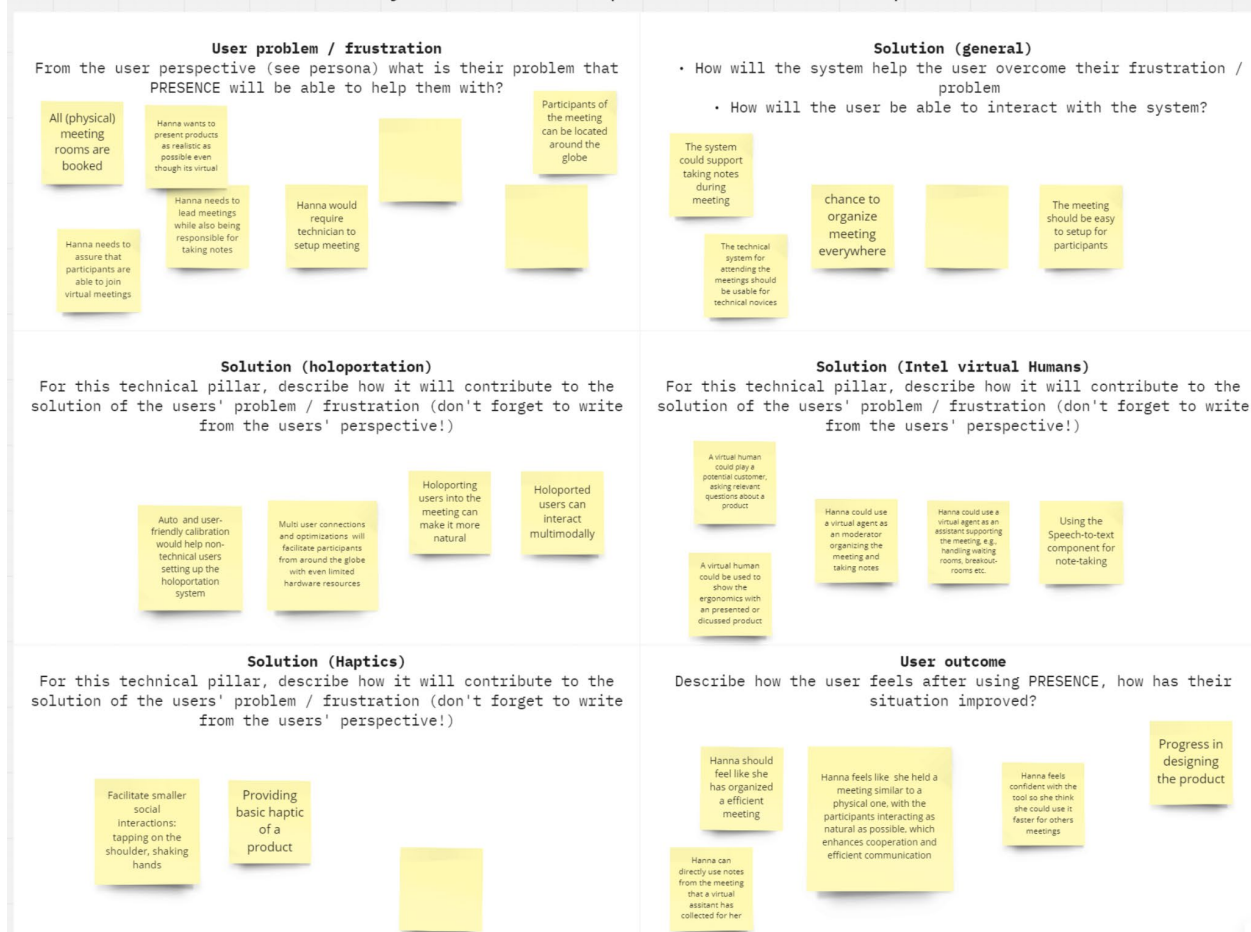 User problem / frustration
From the user perspective (see persona) what is their problem that
PRESENCE will be able to help them with?
All (physical)
meeting
rooms are
booked
Hanna wants to
present products
as realistic as
possible even
though its virtual
Participants of
the meeting
can be located
around the
globe
Hanna needs to
lead meetings
while also being
responsible for
taking notes
Hanna would
require
technician to
setup meeting
Hanna needs to
assure that
participants are
able to join
virtual meetings
Solution (general)
• How will the system help the user overcome their frustration /
problem
• How will the user be able to interact with the system?
The system
could support
taking notes
during
meeting
chance to
organize
meeting
everywhere
The meeting
should be easy
to setup for
participants
The technical
system for
attending the
meetings should
be usable for
technical novices
Solution (holoportation)
For this technical pillar, describe how it will contribute to the
solution of the users' problem / frustration (don't forget to write
from the users' perspective!)
Auto and user-
friendly calibration
would help non-
technical users
setting up the
holoportation
system
Multi user connections
and optimizations will
facilitate participants
from around the globe
with even limited
hardware resources
Holoporting
users into the
meeting can
make it more
natural
Holoported
users can
interact
multimodally
Solution (Intel virtual Humans)
For this technical pillar, describe how it will contribute to the
solution of the users' problem / frustration (don't forget to write
from the users' perspective!)
A virtual human
could play a
potential customer,
asking relevant
questions about a
product
Hanna could use
a virtual agent as
an moderator
organizing the
meeting and
taking notes
Hanna could use a
virtual agent as an
assistant supporting
the meeting, e.g.,
handling waiting
rooms, breakout-
rooms etc.
Using the
Speech-to-text
component for
note-taking
A virtual human
could be used to
show the
ergonomics with
an presented or
dicussed product
Solution (Haptics)
For this technical pillar, describe how it will contribute to the
solution of the users' problem / frustration (don't forget to write
from the users' perspective!)
Facilitate smaller
social
interactions:
tapping on the
shoulder, shaking
hands
Providing
basic haptic
of a
product
User outcome
Describe how the user feels after using PRESENCE, how has their
situation improved?
Hanna should
feel like she
has organized
a efficient
meeting
Hanna feels like she held a
meeting similar to a
physical one, with the
participants interacting as
natural as possible, which
enhances cooperation and
efficient communication
Hanna feels
confident with the
tool so she think
she could use it
faster for others
meetings
Progress in
designing
the product
Hanna can
directly use notes
from the meeting
that a virtual
assitant has
collected for her